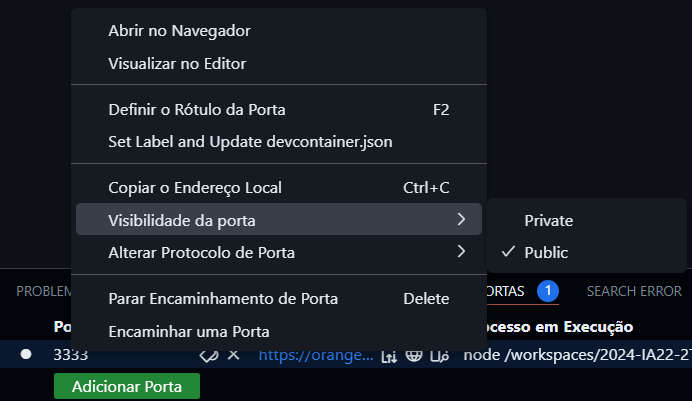 Abrir no Navegador
Visualizar no Editor
Definir o Rótulo da Porta F2
Set Label and Update devcontainer.json
Copiar o Endereço Local Ctrl+C
Visibilidade da porta
Private
Alterar Protocolo de Porta
Public
Parar Encaminhamento de Porta Delete
Encaminhar uma Porta
PROBLEM ORTAS 1 SEARCH ERROR
Po ocesso em Execução
3333 https://orange... node /workspaces/2024-IA22-2T
Adicionar Porta